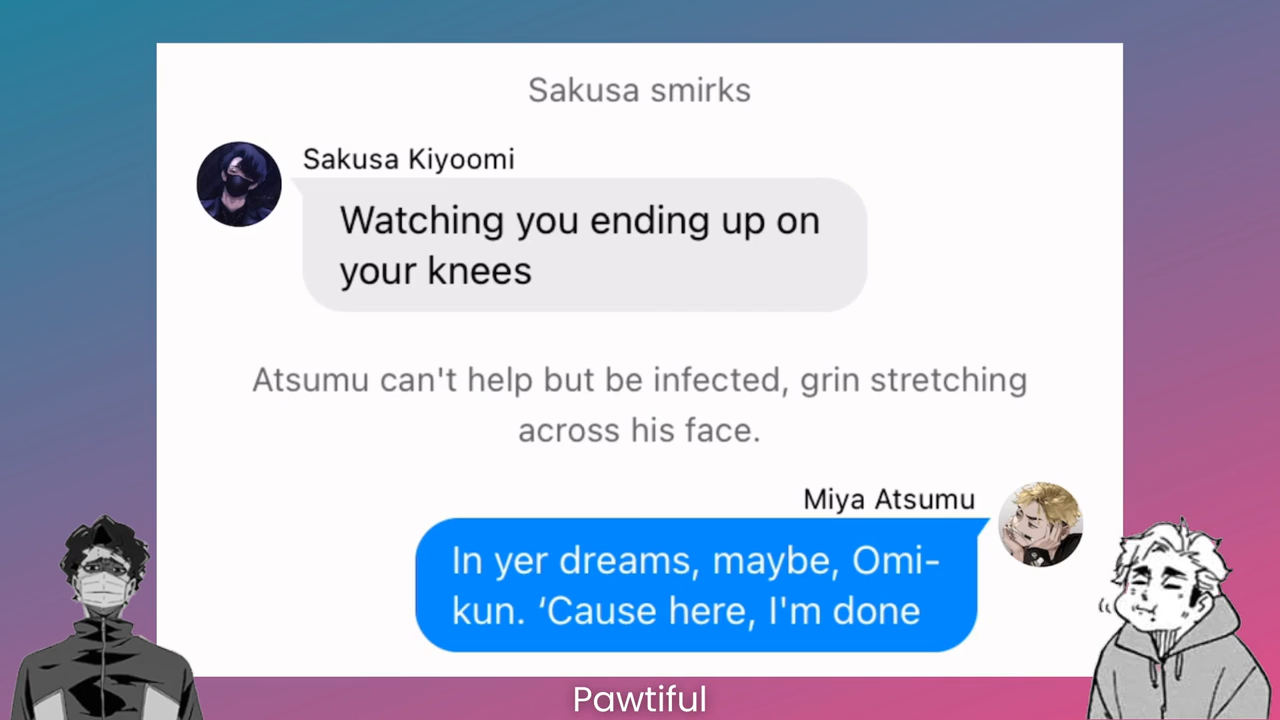 Sakusa smirks
Sakusa Kiyoomi
Watching you ending up on
your knees
Atsumu can't help but be infected, grin stretching
across his face.
Miya Atsumu
In yer dreams, maybe, Omi-
kun. ‘Cause here, I'm done
Pawtiful